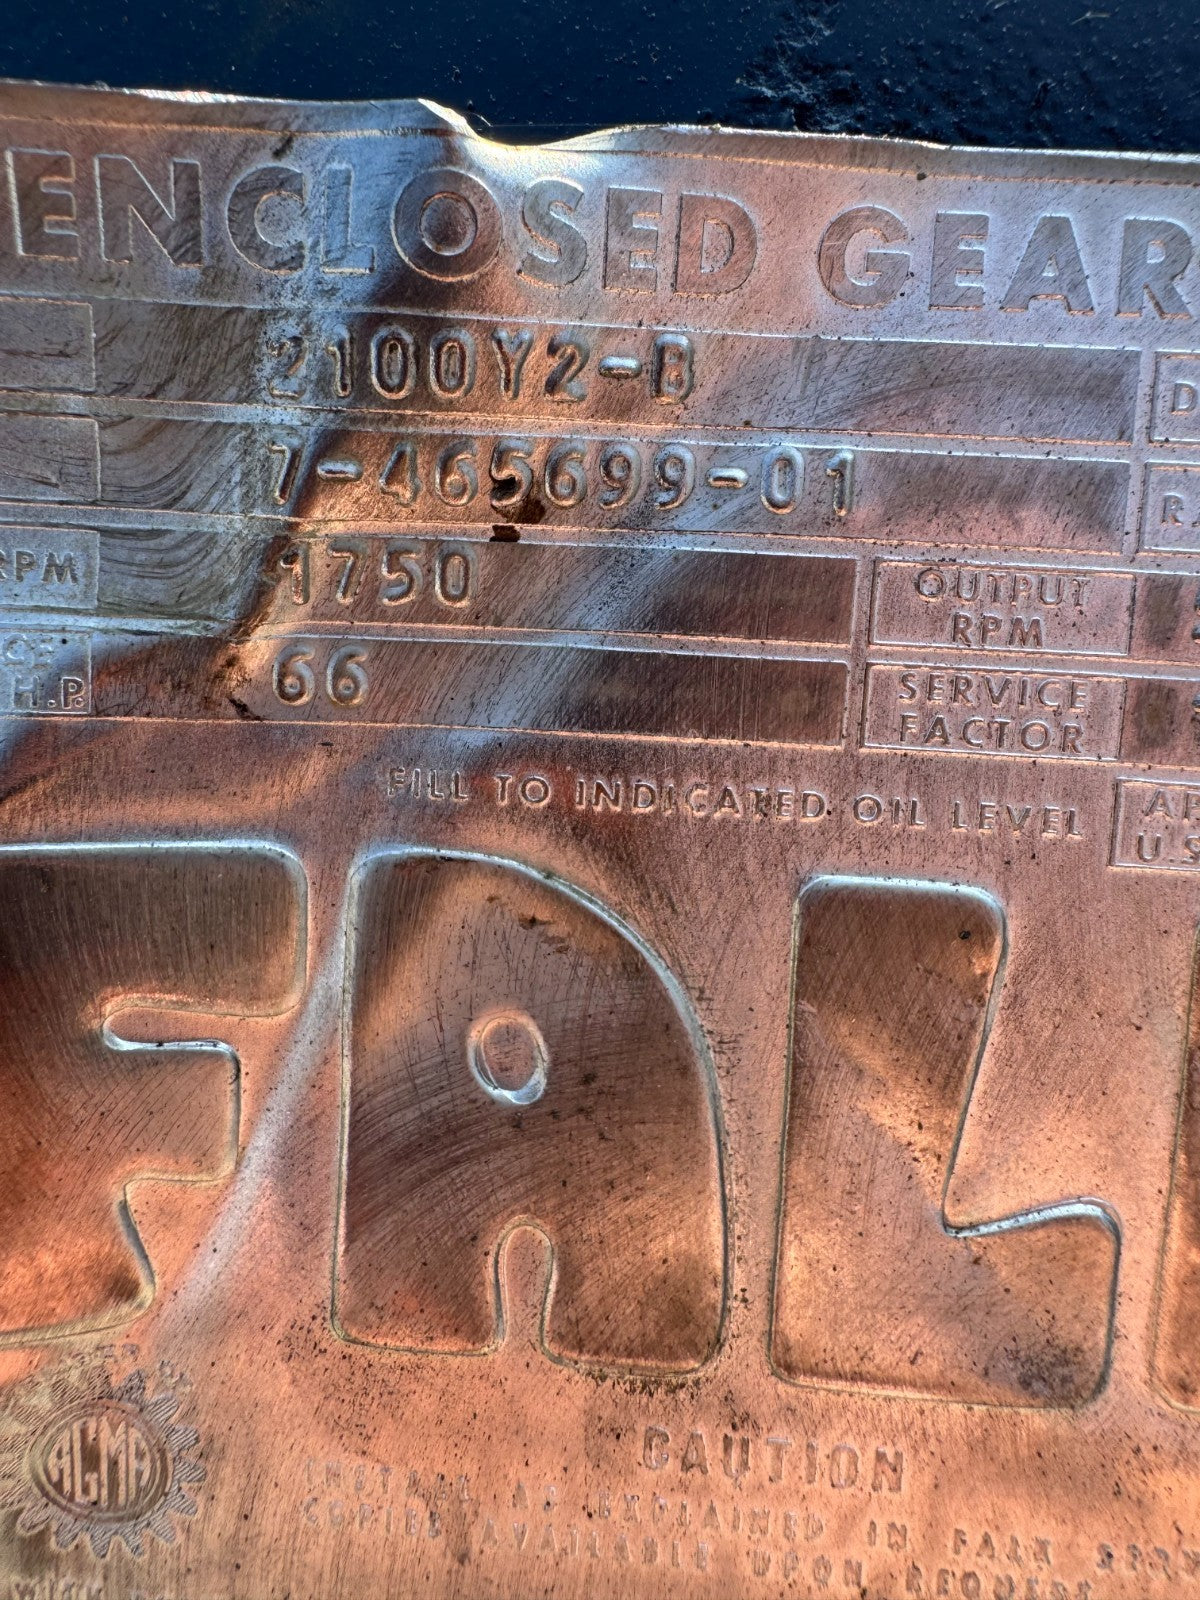 ENCLOSED GEAR
2100Y2-B D
7-465699-01 R
RPM 1750 OUTPUT
RPM
H.P. 66 SERVICE
FACTOR
FILL TO INDICATED OIL LEVEL
U.S
FAL
AGMA
CAUTION
INSTALL AS EXPLAINED IN FALK
COPIES AVAILABLE UPON REQUEST